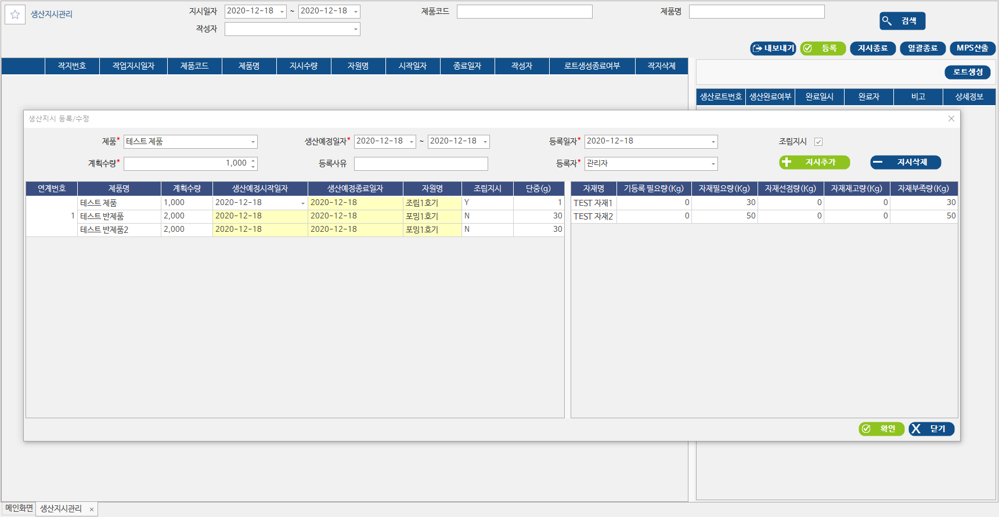 생산지시관리 지시일자 2020-12-18 ~ 2020-12-18 제품코드 제품명
작성자
검색
내보내기 등록 지시종료 일괄종료 MPS산출
작지번호 작업지시일자 제품코드 제품명 지시수량 자원명 시작일자 종료일자 작성자 로트생성종료여부 작지삭제
로트생성
생산로트번호 생산완료여부 완료일시 완료자 비고 상세정보
생산지시 등록/수정
제품* 테스트 제품 생산예정일자* 2020-12-18 ~ 2020-12-18 등록일자* 2020-12-18 조립지시
계획수량* 1,000 등록사유 등록자* 관리자 지시추가 지시삭제
연계번호 제품명 계획수량 생산예정시작일자 생산예정종료일자 자원명 조립지시 단중(g)
테스트 제품 1,000 2020-12-18 2020-12-18 조립1호기 Y 1
1 테스트 반제품 2,000 2020-12-18 2020-12-18 포밍1호기 N 30
테스트 반제품2 2,000 2020-12-18 2020-12-18 포밍1호기 N 30
자재명 기등록 필요량(Kg) 자재필요량(Kg) 자재선점량(Kg) 자재재고량(Kg) 자재부족량(Kg)
TEST 자재1 0 30 0 0 30
TEST 자재2 0 50 0 0 50
확인 닫기
메인화면 생산지시관리 ×